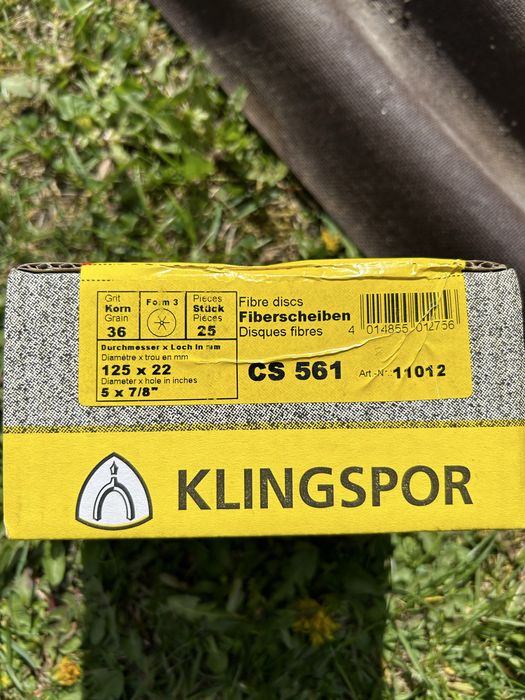 Grit
Korn
Grain
36
Form 3
Pieces
Stück
Pièces
25
Durchmesser x Loch in mm
Diamètre x trou en mm
125 x 22
Diameter x hole in inches
5 x 7/8"
Fibre discs
Fiberscheiben
Disques fibres
CS 561
4 014855 012756
Art.-Nr. 11012
KLINGSPOR